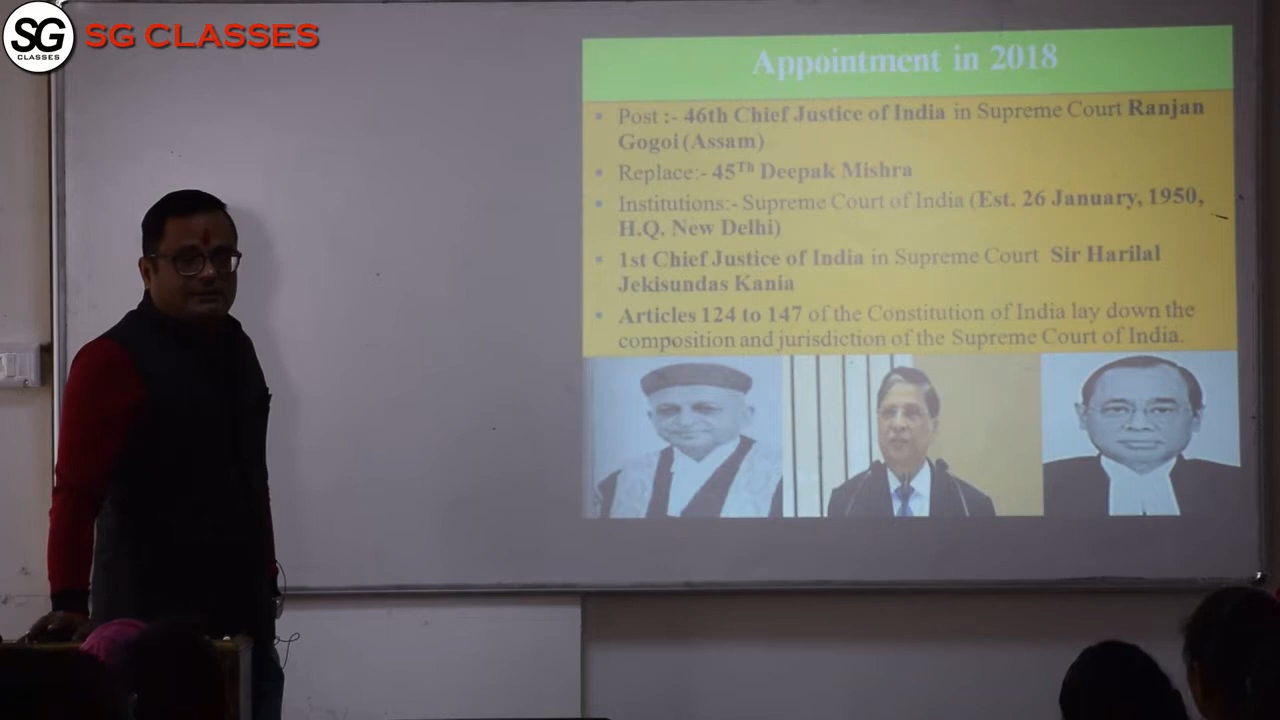 SG
CLASSES
SG CLASSES
Appointment in 2018
Post :- 46th Chief Justice of India in Supreme Court Ranjan
Gogoi (Assam)
Replace:- 45Th Deepak Mishra
Institutions:- Supreme Court of India (Est. 26 January, 1950,
H.Q. New Delhi)
1st Chief Justice of India in Supreme Court Sir Harilal
Jekisundas Kania
Articles 124 to 147 of the Constitution of India lay down the
composition and jurisdiction of the Supreme Court of India.